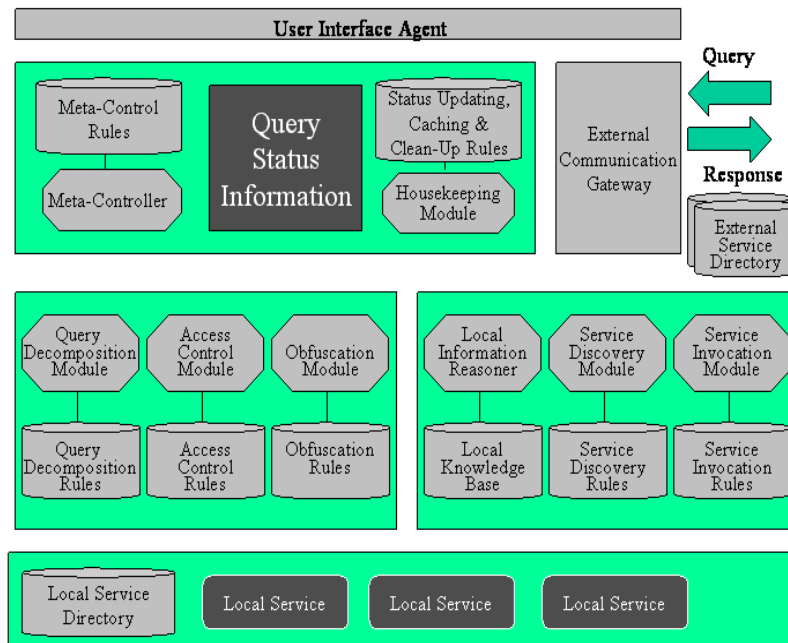 User Interface Agent
Query
Response
Meta-Control
Rules
Meta-Controller
Query
Status
Information
Status Updating,
Caching &
Clean-Up Rules
Housekeeping
Module
External
Communication
Gateway
External
Service
Directory
Query
Decomposition
Module
Access
Control
Module
Obfuscation
Module
Query
Decomposition
Rules
Access
Control
Rules
Obfuscation
Rules
Local
Information
Reasoner
Service
Discovery
Module
Service
Invocation
Module
Local
Knowledge
Base
Service
Discovery
Rules
Service
Invocation
Rules
Local Service
Directory
Local Service
Local Service
Local Service